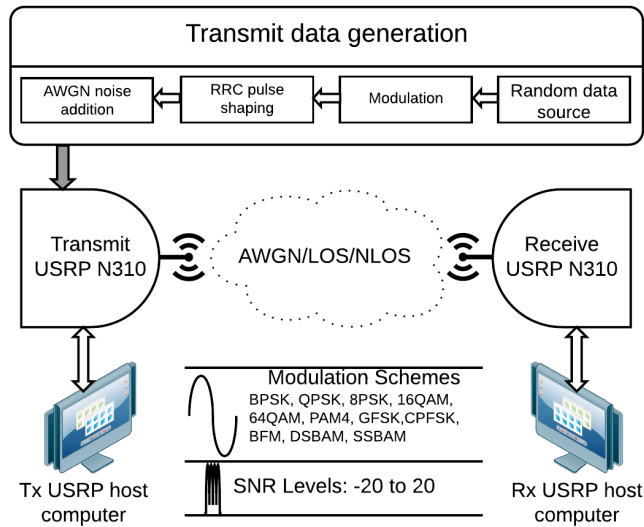 Transmit data generation
AWGN noise
addition
RRC pulse
shaping
Modulation
Random data
source
Transmit
USRP N310
AWGN/LOS/NLOS
Receive
USRP N310
Modulation Schemes
BPSK, QPSK, 8PSK, 16QAM,
64QAM, PAM4, GFSK,CPFSK,
BFM, DSBAM, SSBAM
SNR Levels: -20 to 20
Tx USRP host
computer
Rx USRP host
computer